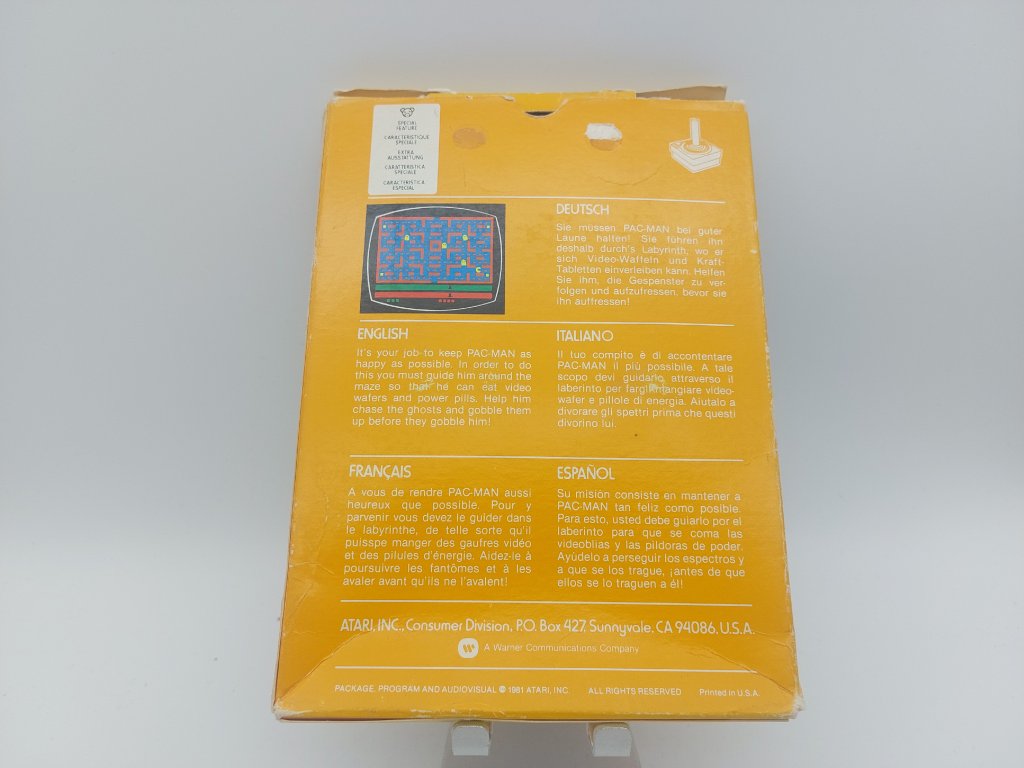 SPECIAL
FEATURE
CARACTERISTIQUE
SPECIALE
EXTRA
AUSSTATTUNG
CARATTERISTICA
SPECIALE
CARACTERISTICA
ESPECIAL
DEUTSCH
Sie müssen PAC-MAN bei guter
Laune halten! Sie führen ihn
deshalb durch's Labyrinth, wo er
sich Video-Waffeln und Kraft-
Tabletten einverleiben kann. Helfen
Sie ihm, die Gespenster zu ver-
folgen und aufzufressen, bevor sie
ihn auffressen!
ENGLISH
It's your job to keep PAC-MAN as
happy as possible. In order to do
this you must guide him around the
maze so that he can eat video
wafers and power pills. Help him
chase the ghosts and gobble them
up before they gobble him!
ITALIANO
Il tuo compito è di accontentare
PAC-MAN il più possibile. A tale
scopo devi guidarlo attraverso il
laberinto per fargli mangiare video-
wafer e pillole di energia. Aiutalo a
divorare gli spettri prima che questi
divorino lui.
FRANÇAIS
A vous de rendre PAC-MAN aussi
heureux que possible. Pour y
parvenir vous devez le guider dans
le labyrinthe, de telle sorte qu'il
puisspe manger des gaufres vidéo
et des pilules d'énergie. Aidez-le à
poursuivre les fantômes et à les
avaler avant qu'ils ne l'avalent!
ESPAÑOL
Su misión consiste en mantener a
PAC-MAN tan feliz como posible.
Para esto, usted debe guiarlo por el
laberinto para que se coma las
videoblias y las píldoras de poder.
Ayúdelo a perseguir los espectros y
a que se los trague, ¡antes de que
ellos se lo traguen a él!
ATARI, INC., Consumer Division, P.O. Box 427, Sunnyvale, CA 94086, U.S.A.
A Warner Communications Company
PACKAGE, PROGRAM AND AUDIOVISUAL © 1981 ATARI, INC. ALL RIGHTS RESERVED Printed in U.S.A.